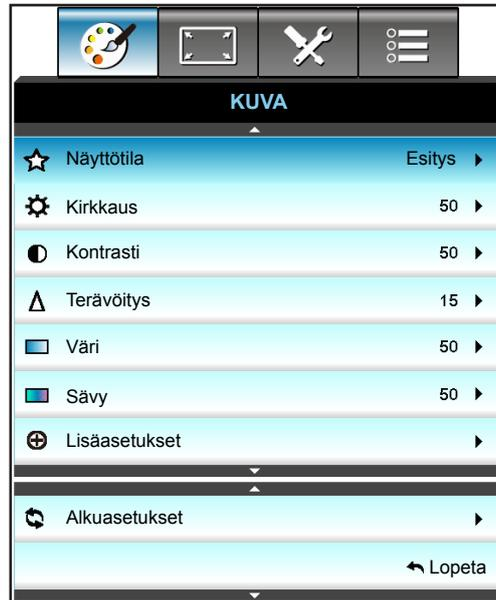 KUVA
Näyttötila Esitys
Kirkkaus 50
Kontrasti 50
Terävöitys 15
Väri 50
Sävy 50
Lisäasetukset
Alkuasetukset
Lopeta